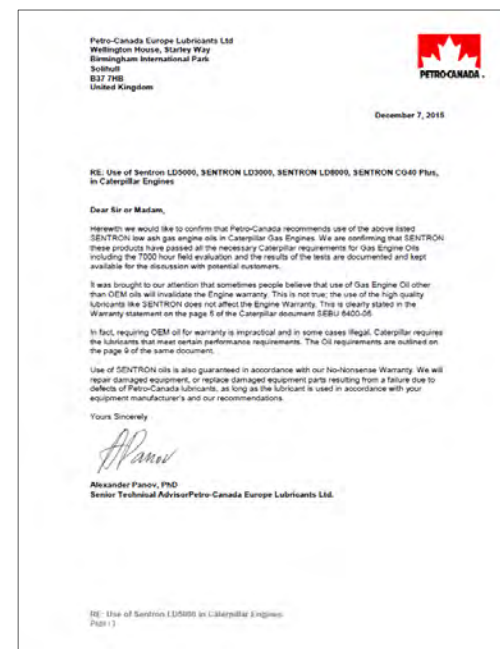 Petro-Canada Europe Lubricants Ltd
Wellington House, Starley Way
Birmingham International Park
Solihull
B37 7HB
United Kingdom
PETRO-CANADA
December 7, 2015
RE: Use of Sentron LD5000, SENTRON LD3000, SENTRON LD8000, SENTRON CG40 Plus,
in Caterpillar Engines
Dear Sir or Madam,
Herewith we would like to confirm that Petro-Canada recommends use of the above listed
SENTRON low ash gas engine oils in Caterpillar Gas Engines. We are confirming that SENTRON
these products have passed all the necessary Caterpillar requirements for Gas Engine Oils
including the 7000 hour field evaluation and the results of the tests are documented and kept
available for the discussion with potential customers.
It was brought to our attention that sometimes people believe that use of Gas Engine Oil other
than OEM oils will invalidate the Engine warranty. This is not true; the use of the high quality
lubricants like SENTRON does not affect the Engine Warranty. This is clearly stated in the
Warranty statement on the page 5 of the Caterpillar document SEBU 6400-05.
In fact, requiring OEM oil for warranty is impractical and in some cases illegal. Caterpillar requires
the lubricants that meet certain performance requirements. The Oil requirements are outlined on
the page 9 of the same document.
Use of SENTRON oils is also guaranteed in accordance with our No-Nonsense Warranty. We will
repair damaged equipment, or replace damaged equipment parts resulting from a failure due to
defects of Petro-Canada lubricants, as long as the lubricant is used in accordance with your
equipment manufacturer's and our recommendations.
Yours Sincerely
APanov
Alexander Panov, PhD
Senior Technical AdvisorPetro-Canada Europe Lubricants Ltd.
RE: Use of Sentron LD5000 in Caterpillar Engines
Page | 1